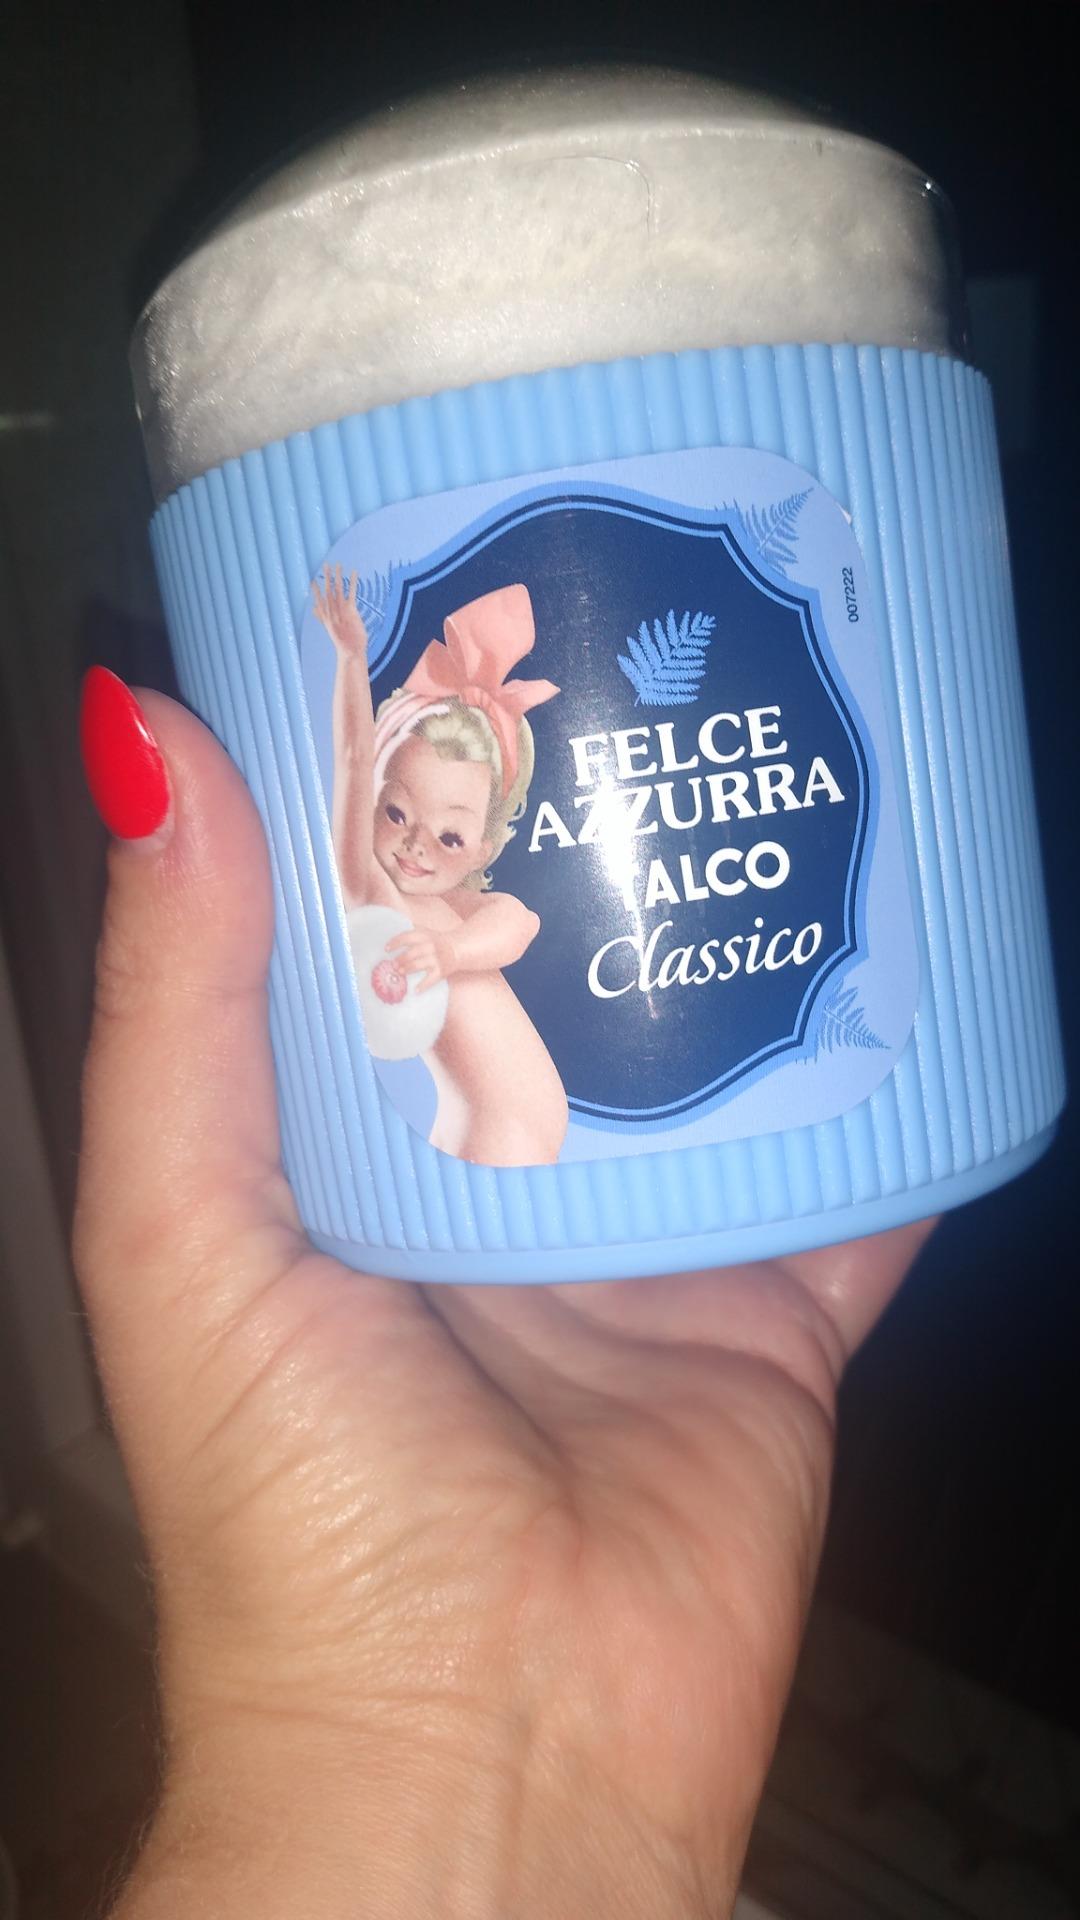 FELCE
AZZURRA
TALCO
Classico
007222